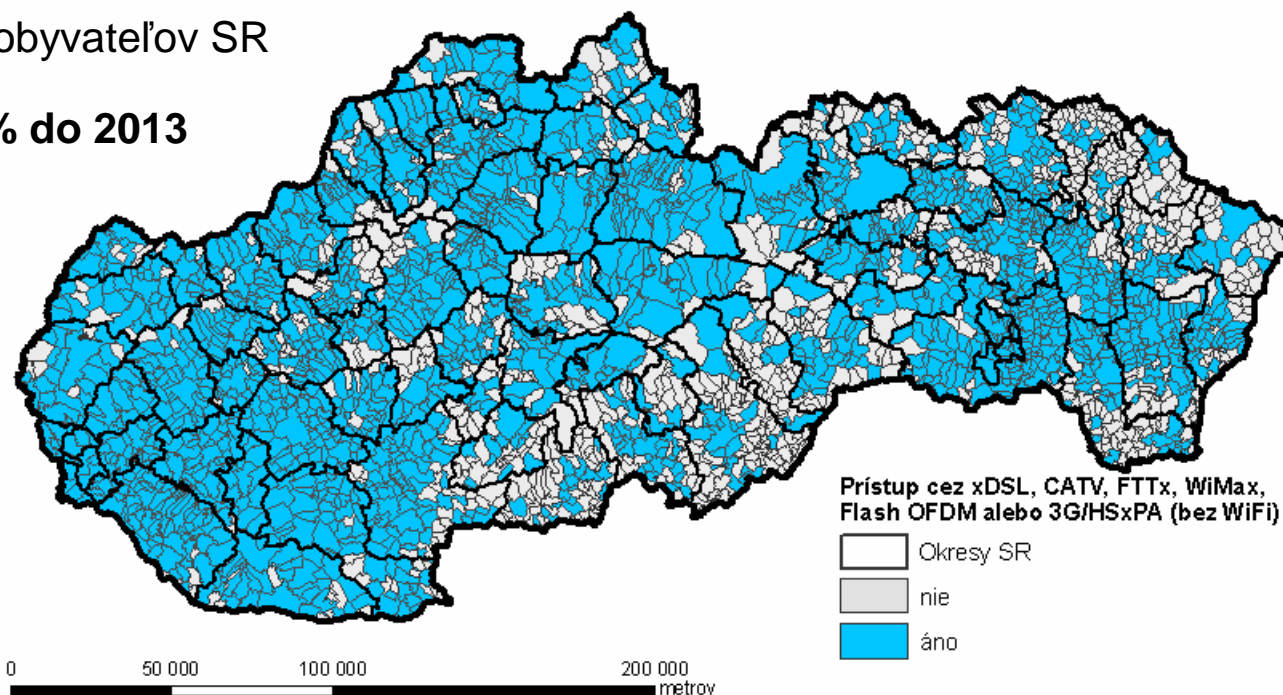 obyvateľov SR
% do 2013
Prístup cez xDSL, CATV, FTTx, WiMax,
Flash OFDM alebo 3G/HSxPA (bez WiFi)
Okresy SR
nie
áno
0 50 000 100 000 200 000
metrov